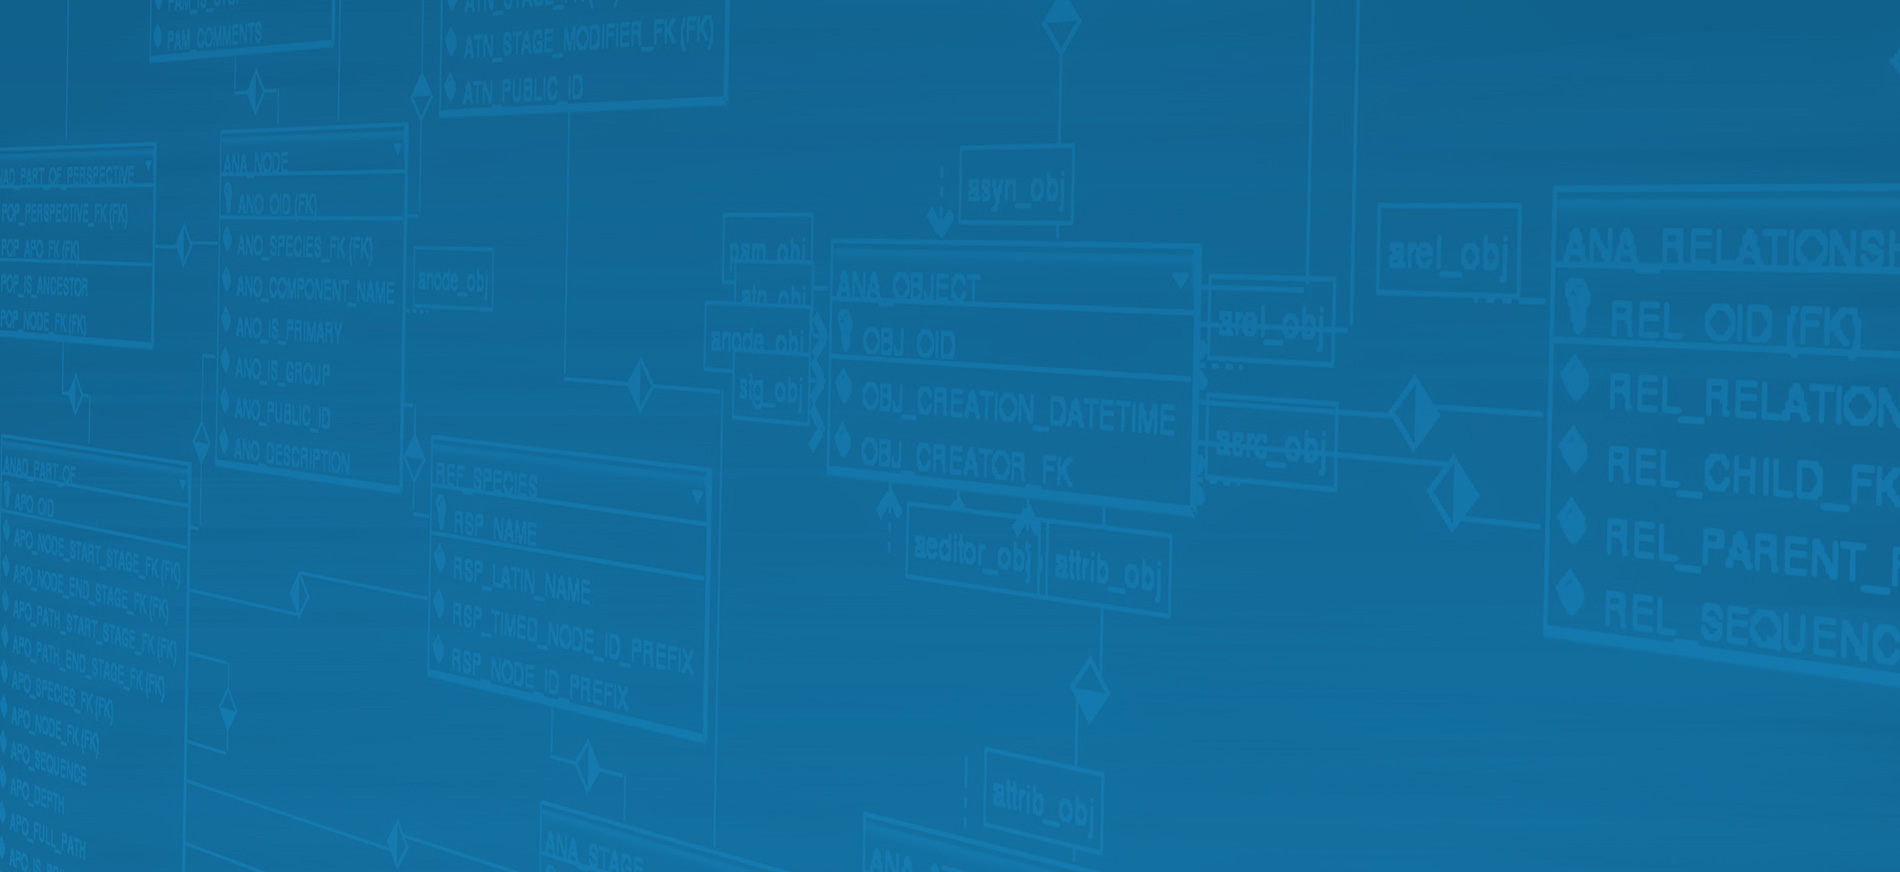 PAM_COMMENTS
ATN_STAGE_MODIFIER_FK (FK)
ATN_PUBLIC_ID
PART_OF_PERSPECTIVE
POP_PERSPECTIVE_FK (FK)
POP_APO_FK (FK)
POP_IS_ANCESTOR
POP_NODE_FK (FK)
ANA_NODE
ANO_OID (FK)
ANO_SPECIES_FK (FK)
ANO_COMPONENT_NAME
ANO_IS_PRIMARY
ANO_IS_GROUP
ANO_PUBLIC_ID
ANO_DESCRIPTION
anode_obj
asyn_obj
pam_obj
anode_obj
stg_obj
ANA_OBJECT
OBJ_OID
OBJ_CREATION_DATETIME
OBJ_CREATOR_FK
arel_obj
asrc_obj
aeditor_obj
attrib_obj
arel_obj
ANA_RELATIONSH
REL_OID (FK)
REL_RELATION
REL_CHILD_FK
REL_PARENT_
REL_SEQUENC
ANAD_PART_OF
APO_OID
APO_NODE_START_STAGE_FK (FK)
APO_NODE_END_STAGE_FK (FK)
APO_PATH_START_STAGE_FK (FK)
APO_PATH_END_STAGE_FK (FK)
APO_SPECIES_FK (FK)
APO_NODE_FK (FK)
APO_SEQUENCE
APO_DEPTH
APO_FULL_PATH
REF_SPECIES
RSP_NAME
RSP_LATIN_NAME
RSP_TIMED_NODE_ID_PREFIX
RSP_NODE_ID_PREFIX
attrib_obj
ANA_STAGE